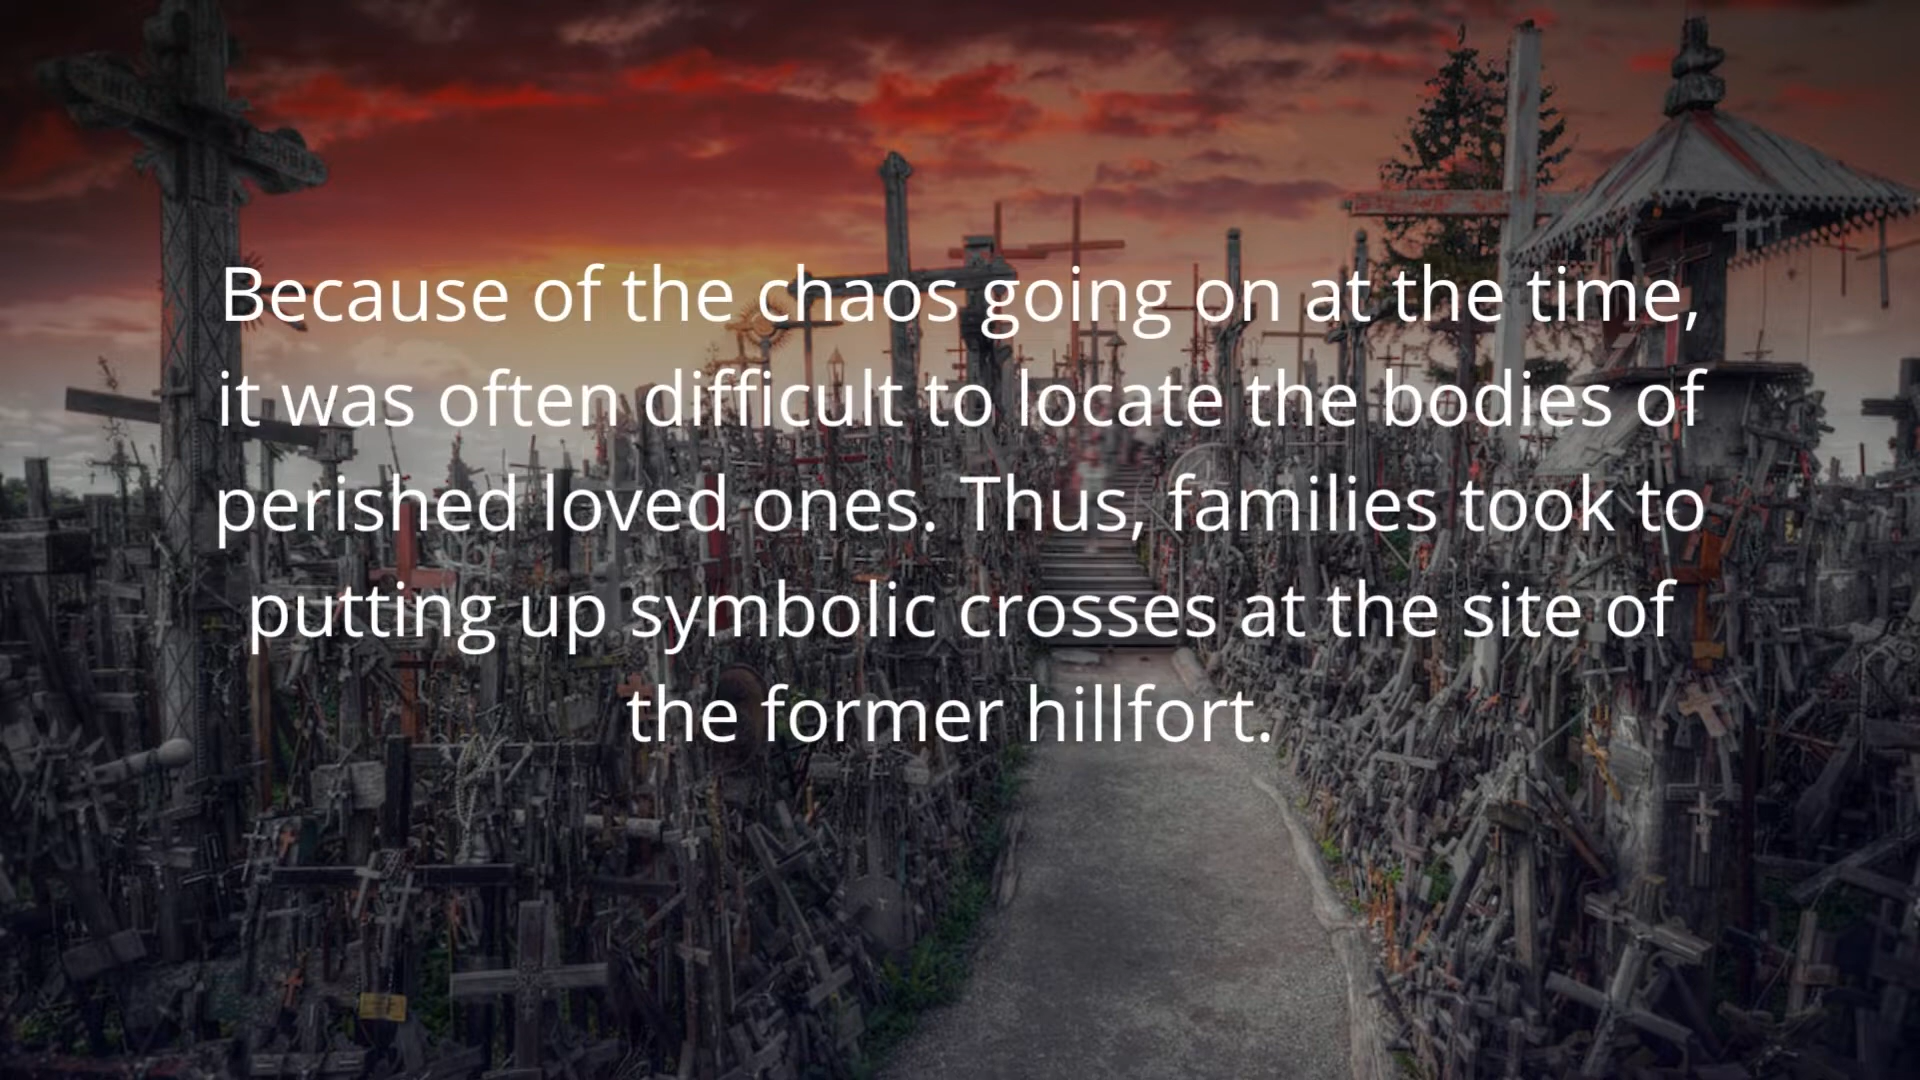 Because of the chaos going on at the time,
it was often difficult to locate the bodies of
perished loved ones. Thus, families took to
putting up symbolic crosses at the site of
the former hillfort.